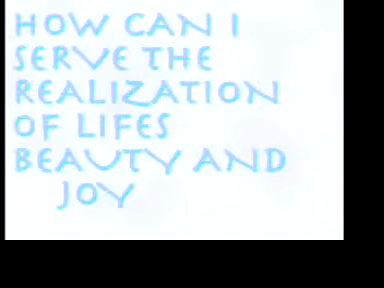 HOW CAN I
SERVE THE
REALIZATION
OF LIFES
BEAUTY AND
JOY